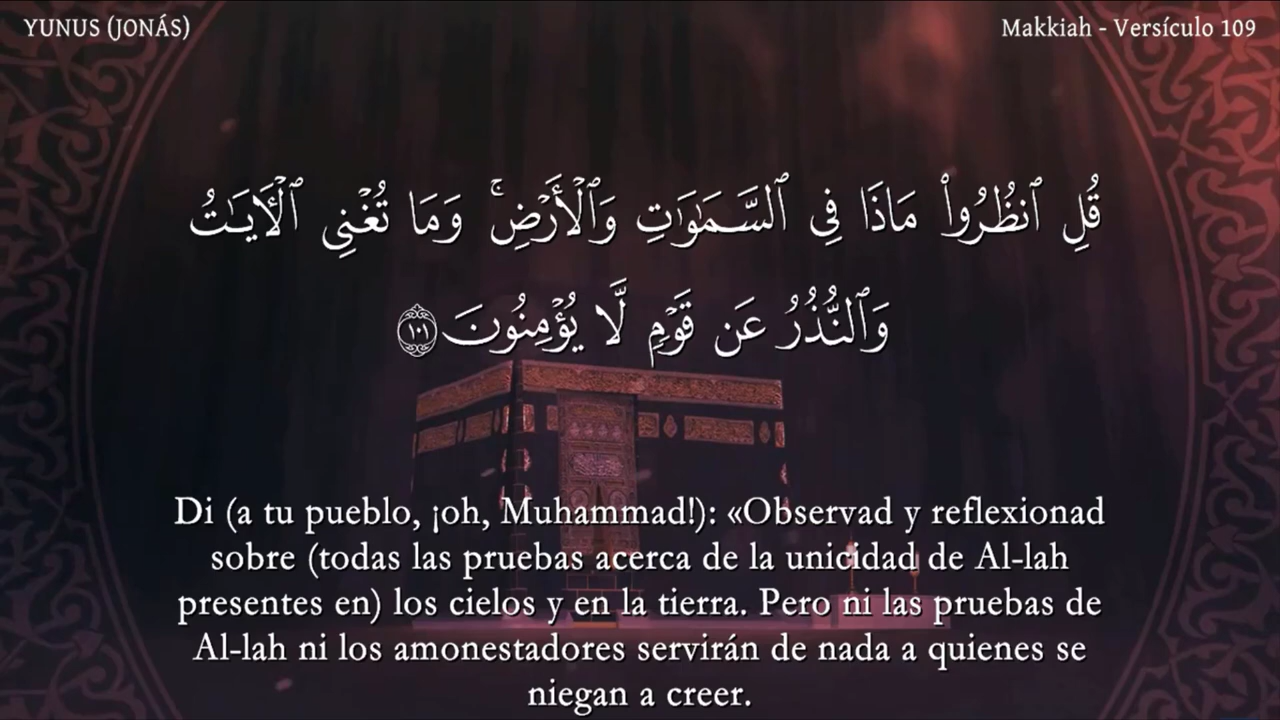 YUNUS (JONÁS)
Makkiah - Versículo 109
قُلِ ٱنظُرُوا۟ مَاذَا فِى ٱلسَّمَـٰوَٰتِ وَٱلْأَرْضِ ۚ وَمَا تُغْنِى ٱلْـَٔايَـٰتُ
وَٱلنُّذُرُ عَن قَوْمٍ لَّا يُؤْمِنُونَ ١٠١
Di (a tu pueblo, ¡oh, Muhammad!): «Observad y reflexionad
sobre (todas las pruebas acerca de la unicidad de Al-lah
presentes en) los cielos y en la tierra. Pero ni las pruebas de
Al-lah ni los amonestadores servirán de nada a quienes se
niegan a creer.